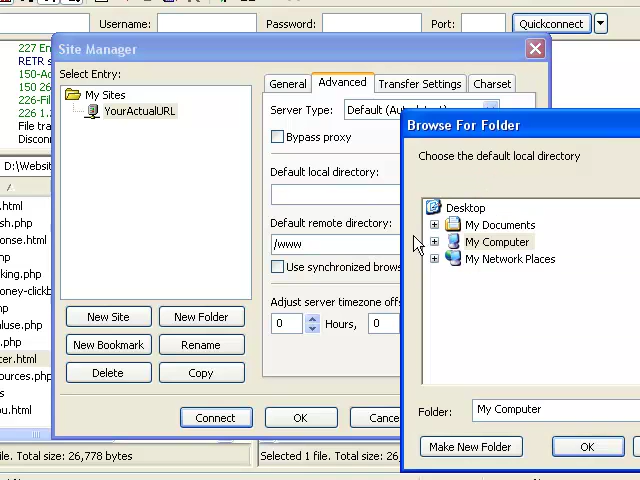 Username: Password: Port: Quickconnect
227 En
RETR s
150-Ac
150 26
226-Fil
226 1.
File tra
Disconn
D:\Websit
.html
sh.php
onse.html
.php
king.php
oney-clickb
.php
aluse.php
.php
cer.html
ources.php
s
ou.html
ile. Total size: 26,778 bytes
Selected 1 file. Total size: 26,
Site Manager
Select Entry:
My Sites
YourActualURL
New Site New Folder
New Bookmark Rename
Delete Copy
General Advanced Transfer Settings Charset
Server Type: Default
Bypass proxy
Default local directory:
Default remote directory:
/www
Use synchronized brows
Adjust server timezone offs
0 Hours, 0
Connect OK Cance
Browse For Folder
Choose the default local directory
Desktop
My Documents
My Computer
My Network Places
Folder: My Computer
Make New Folder OK